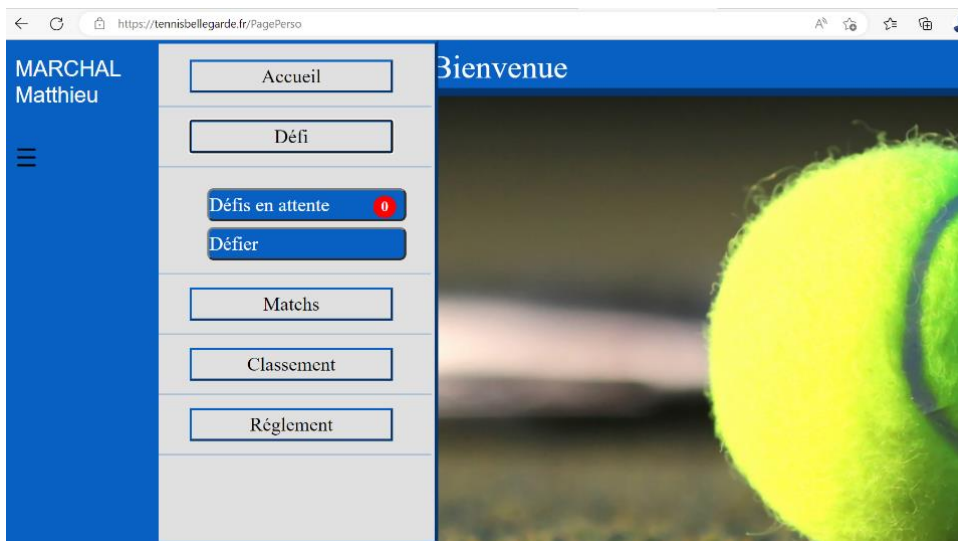 https://tennisbellegarde.fr/PagePerso
MARCHAL
Matthieu
Accueil
Défi
Défis en attente 0
Défier
Matchs
Classement
Réglement
Bienvenue